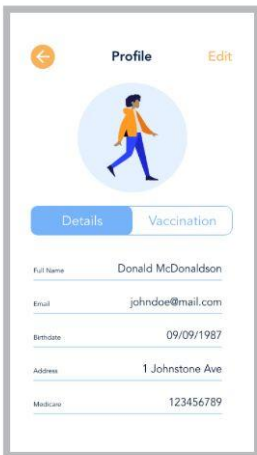 Profile Edit
Details Vaccination
Full Name Donald McDonaldson
Email johndoe@mail.com
Birthdate 09/09/1987
Address 1 Johnstone Ave
Medicare 123456789